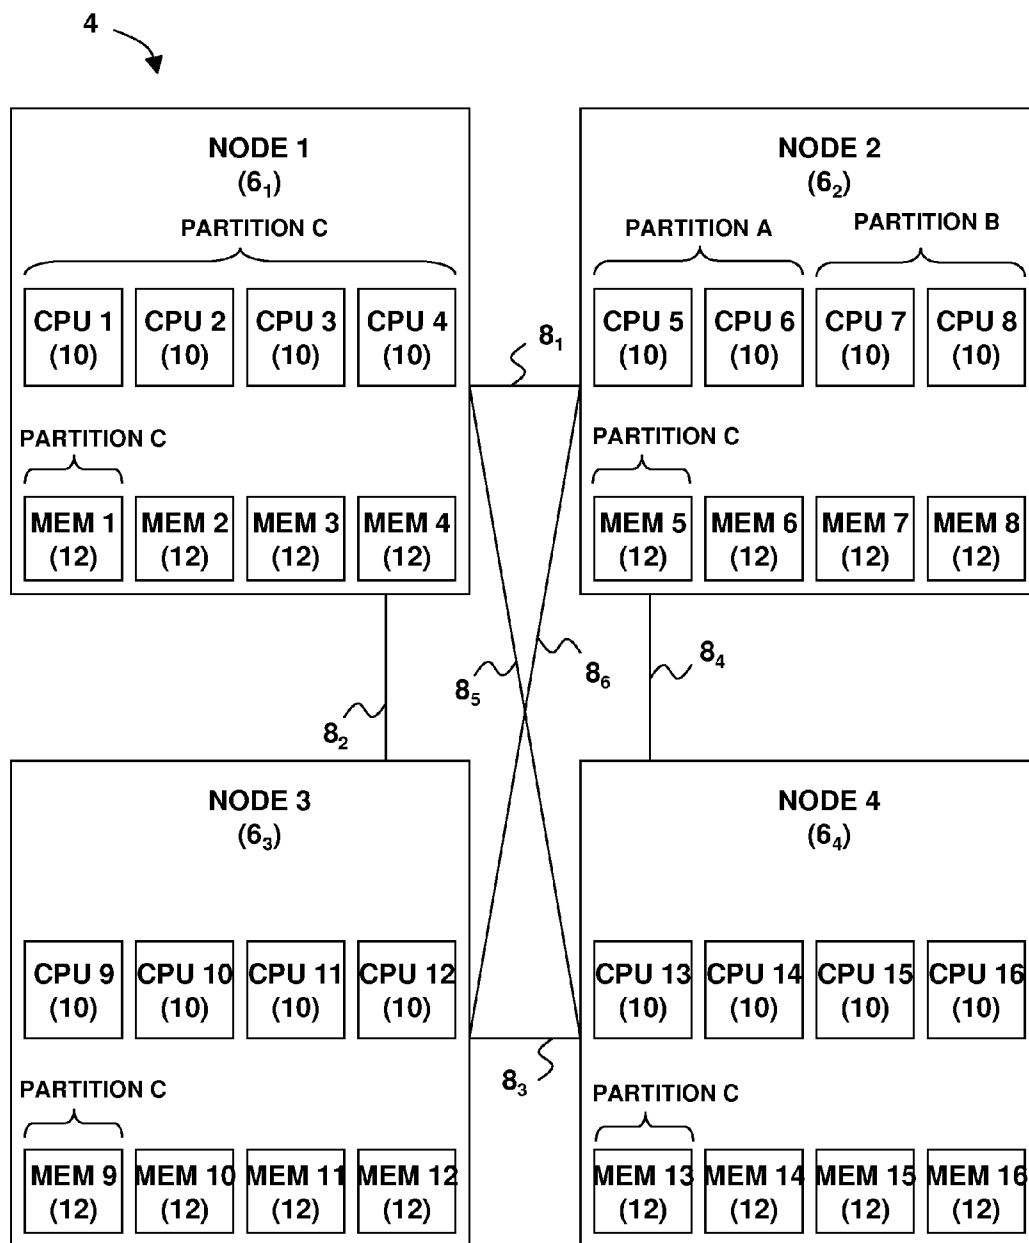 4
NODE 1
(6₁)
PARTITION C
CPU 1 (10) CPU 2 (10) CPU 3 (10) CPU 4 (10)
PARTITION C
MEM 1 (12) MEM 2 (12) MEM 3 (12) MEM 4 (12)
NODE 2
(6₂)
PARTITION A PARTITION B
CPU 5 (10) CPU 6 (10) CPU 7 (10) CPU 8 (10)
PARTITION C
MEM 5 (12) MEM 6 (12) MEM 7 (12) MEM 8 (12)
8₁
8₂
8₅
8₆
8₄
NODE 3
(6₃)
CPU 9 (10) CPU 10 (10) CPU 11 (10) CPU 12 (10)
PARTITION C
MEM 9 (12) MEM 10 (12) MEM 11 (12) MEM 12 (12)
8₃
NODE 4
(6₄)
CPU 13 (10) CPU 14 (10) CPU 15 (10) CPU 16 (10)
PARTITION C
MEM 13 (12) MEM 14 (12) MEM 15 (12) MEM 16 (12)